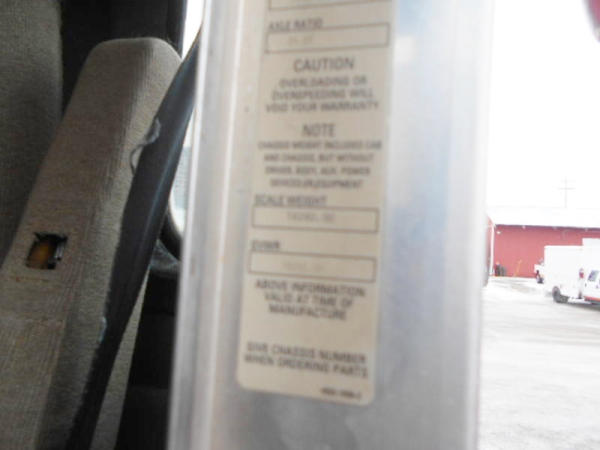 AXLE RATIO
CAUTION
OVERLOADING OR
OVERSPEEDING WILL
VOID YOUR WARRANTY
NOTE
CHASSIS WEIGHT INCLUDES CAB
AND CHASSIS, BUT WITHOUT
DRIVER, BODY, AUX. POWER
DEVICES OR EQUIPMENT
SCALE WEIGHT
GVWR
ABOVE INFORMATION
VALID AT TIME OF
MANUFACTURE
GIVE CHASSIS NUMBER
WHEN ORDERING PARTS